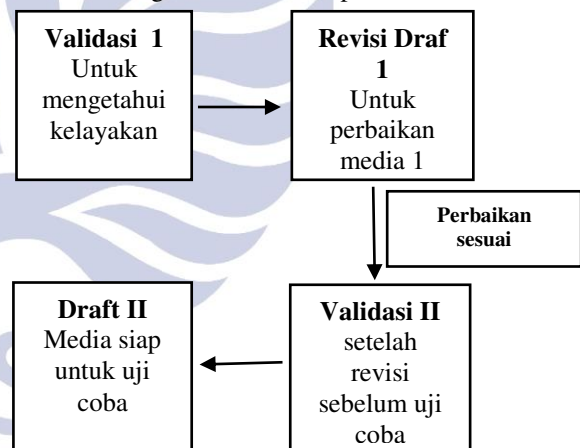 Validasi 1
Untuk
mengetahui
kelayakan
Revisi Draf
1
Untuk
perbaikan
media 1
Perbaikan
sesuai
Validasi II
setelah
revisi
sebelum uji
coba
Draft II
Media siap
untuk uji
coba